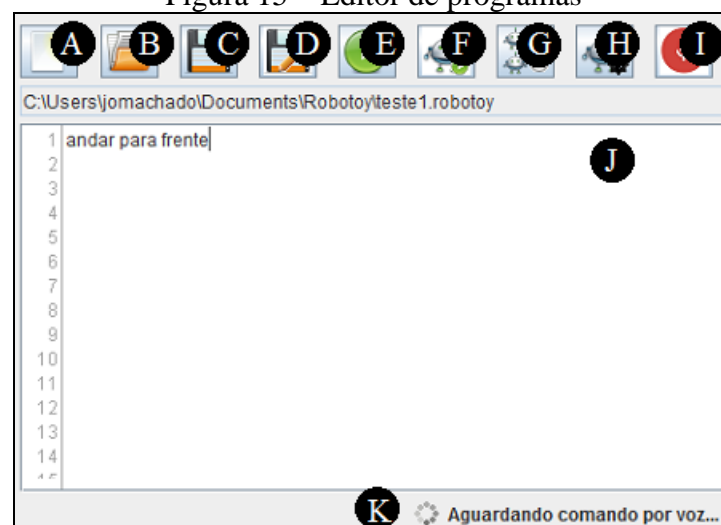 Figura 15 – Editor de programas
A B C D E F G H I
C:\Users\jomachado\Documents\Robotoy\teste1.robotoy
1 andar para frente
J
2
3
4
5
6
7
8
9
10
11
12
13
14
15
K Aguardando comando por voz...